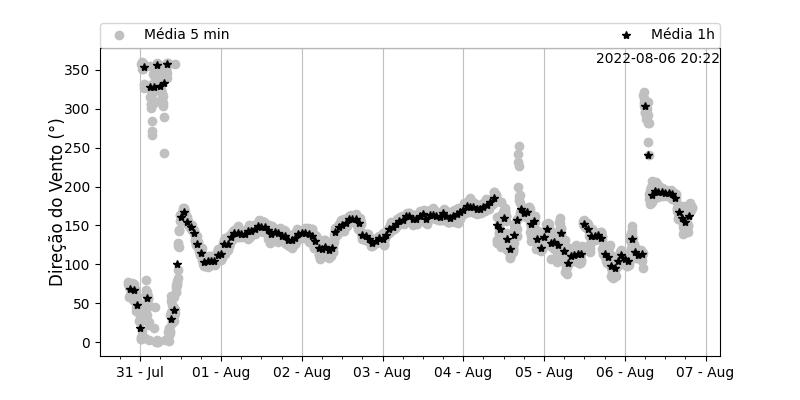 Média 5 min
Média 1h
2022-08-06 20:22
Direção do Vento (°)
350
300
250
200
150
100
50
0
31 - Jul
01 - Aug
02 - Aug
03 - Aug
04 - Aug
05 - Aug
06 - Aug
07 - Aug